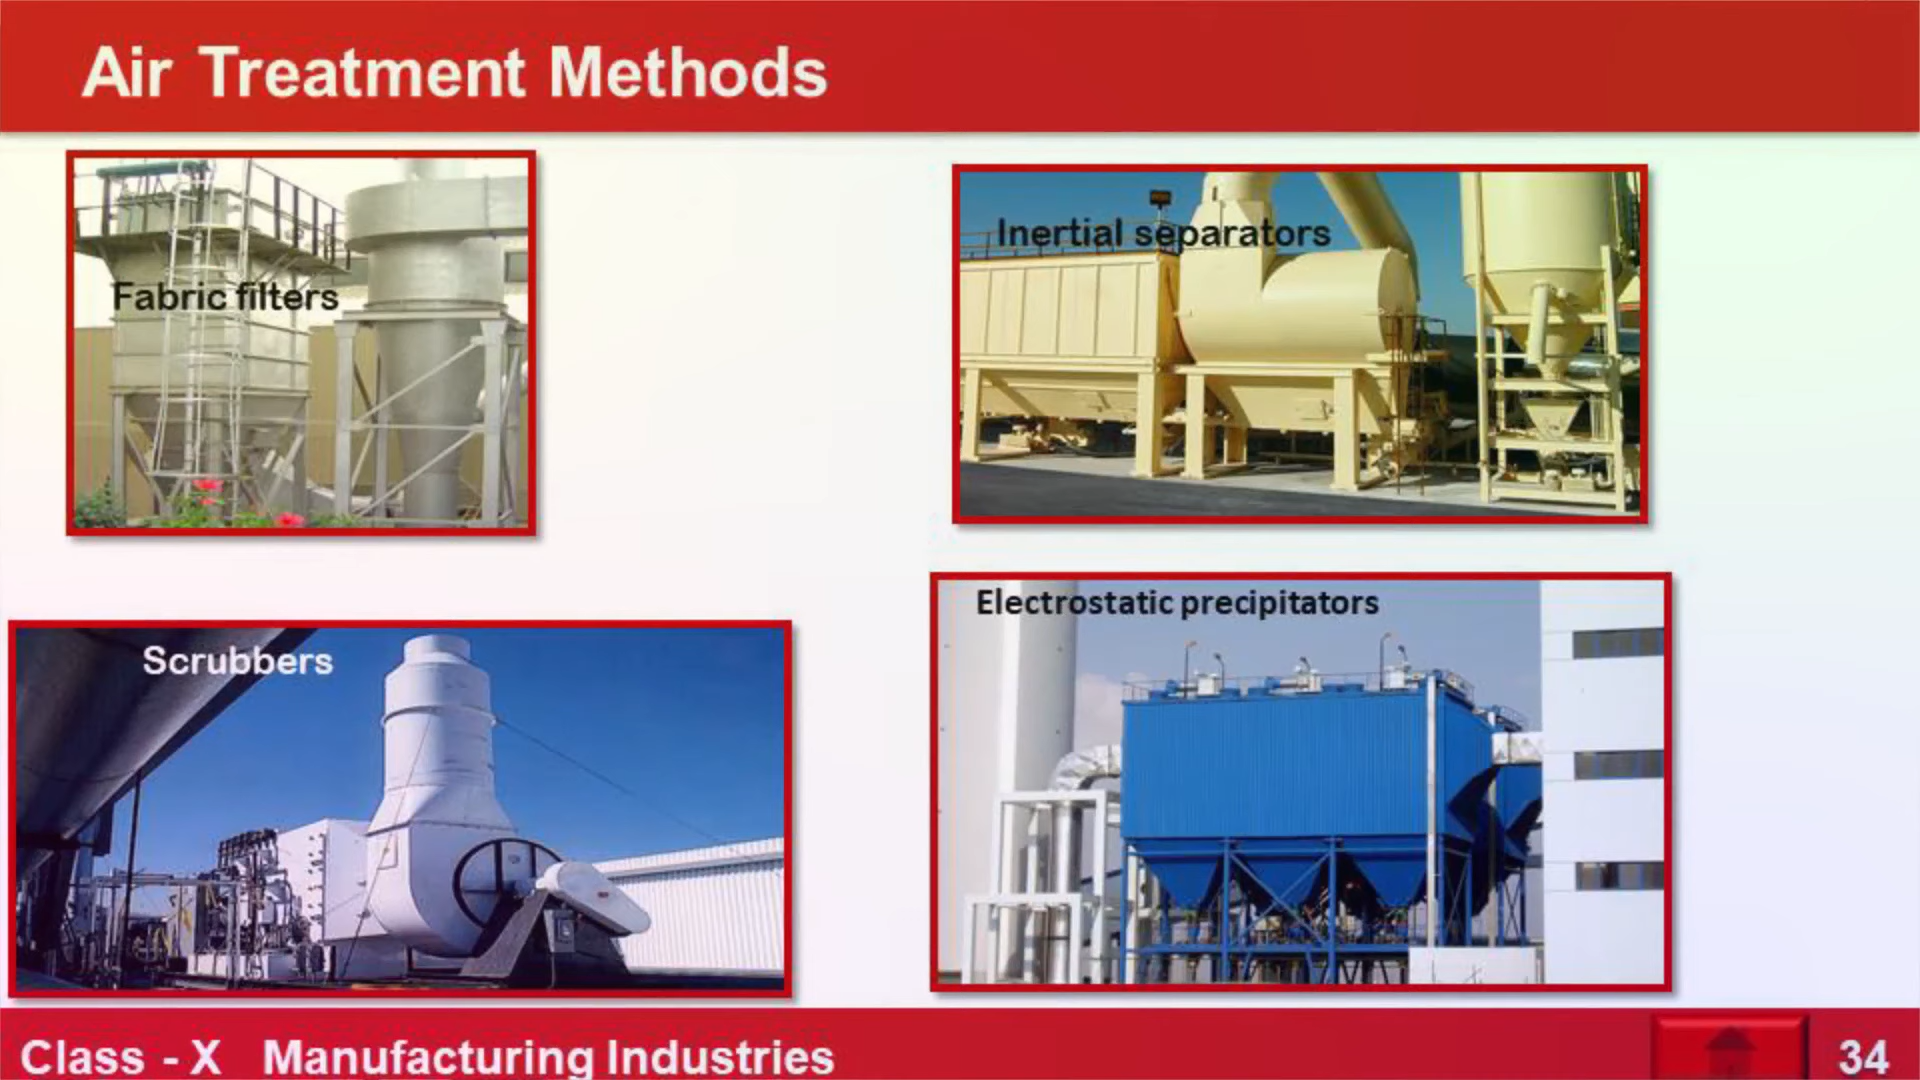 Air Treatment Methods
Fabric filters
Inertial separators
Scrubbers
Electrostatic precipitators
Class - X Manufacturing Industries
34